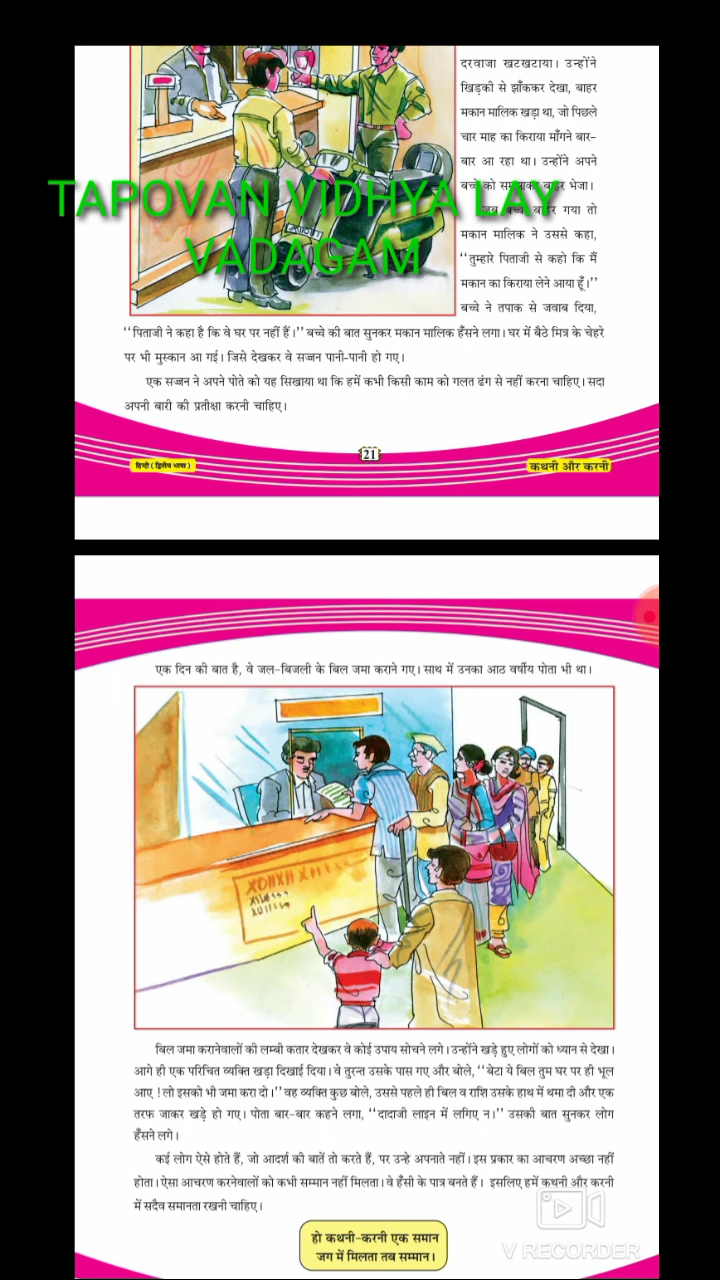 दरवाजा खटखटाया। उन्होंने
खिड़की से झाँककर देखा, बाहर
मकान मालिक खड़ा था, जो पिछले
चार माह का किराया माँगने बार-
बार आ रहा था। उन्होंने अपने
बच्चे को बाहर भेजा।
TAPOVAN VIDHYA LAY
जब बच्चा बाहर गया तो
मकान मालिक ने उससे कहा,
VADAGAM
“तुम्हारे पिताजी से कहो कि मैं
मकान का किराया लेने आया हूँ।”
बच्चे ने तपाक से जवाब दिया,
“पिताजी ने कहा है कि वे घर पर नहीं हैं।” बच्चे की बात सुनकर मकान मालिक हँसने लगा। घर में बैठे मित्र के चेहरे
पर भी मुस्कान आ गई। जिसे देखकर वे सज्जन पानी-पानी हो गए।
एक सज्जन ने अपने पोते को यह सिखाया था कि हमें कभी किसी काम को गलत ढंग से नहीं करना चाहिए। सदा
अपनी बारी की प्रतीक्षा करनी चाहिए।
21
हिन्दी (द्वितीय भाषा)
कथनी और करनी
एक दिन की बात है, वे जल-बिजली के बिल जमा कराने गए। साथ में उनका आठ वर्षीय पोता भी था।
बिल जमा करानेवालों की लम्बी कतार देखकर वे कोई उपाय सोचने लगे। उन्होंने खड़े हुए लोगों को ध्यान से देखा।
आगे ही एक परिचित व्यक्ति खड़ा दिखाई दिया। वे तुरन्त उसके पास गए और बोले, “बेटा ये बिल तुम घर पर ही भूल
आए ! लो इसको भी जमा करा दो।” वह व्यक्ति कुछ बोले, उससे पहले ही बिल व राशि उसके हाथ में थमा दी और एक
तरफ जाकर खड़े हो गए। पोता बार-बार कहने लगा, “दादाजी लाइन में लगिए न।” उसकी बात सुनकर लोग
हँसने लगे।
कई लोग ऐसे होते हैं, जो आदर्श की बातें तो करते हैं, पर उन्हे अपनाते नहीं। इस प्रकार का आचरण अच्छा नहीं
होता। ऐसा आचरण करनेवालों को कभी सम्मान नहीं मिलता। वे हँसी के पात्र बनते हैं। इसलिए हमें कथनी और करनी
में सदैव समानता रखनी चाहिए।
हो कथनी-करनी एक समान
जग में मिलता तब सम्मान।
V RECORDER